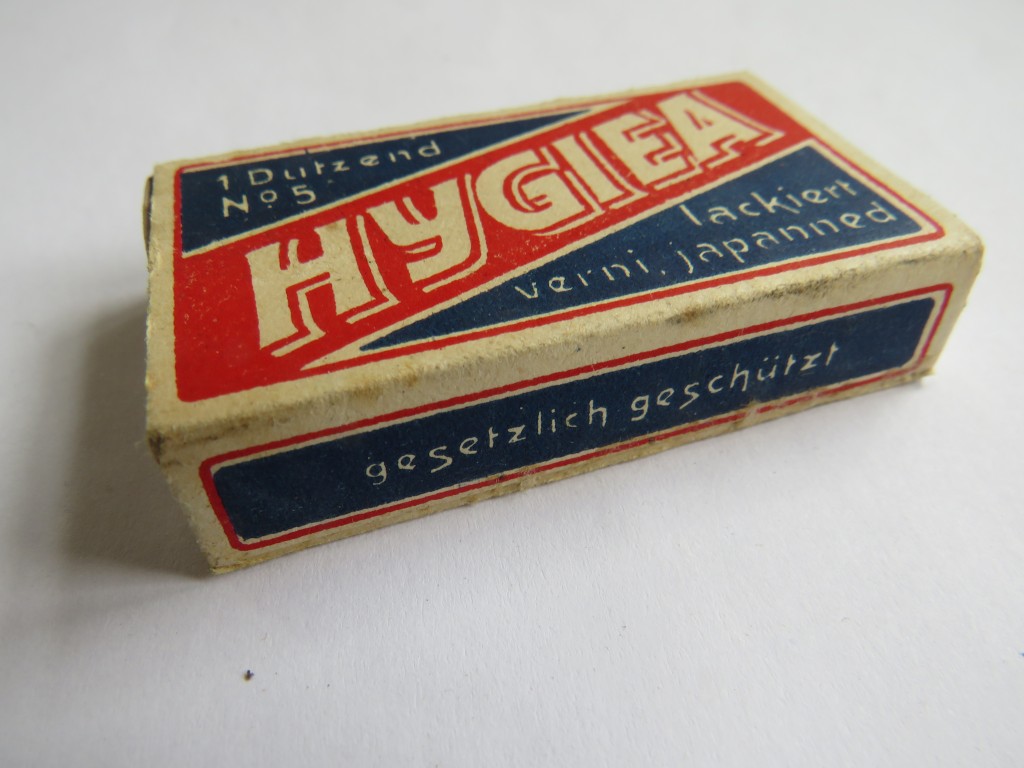 1 Dutzend
No 5
HYGIEA
lackiert
verni, japanned
gesetzlich geschützt